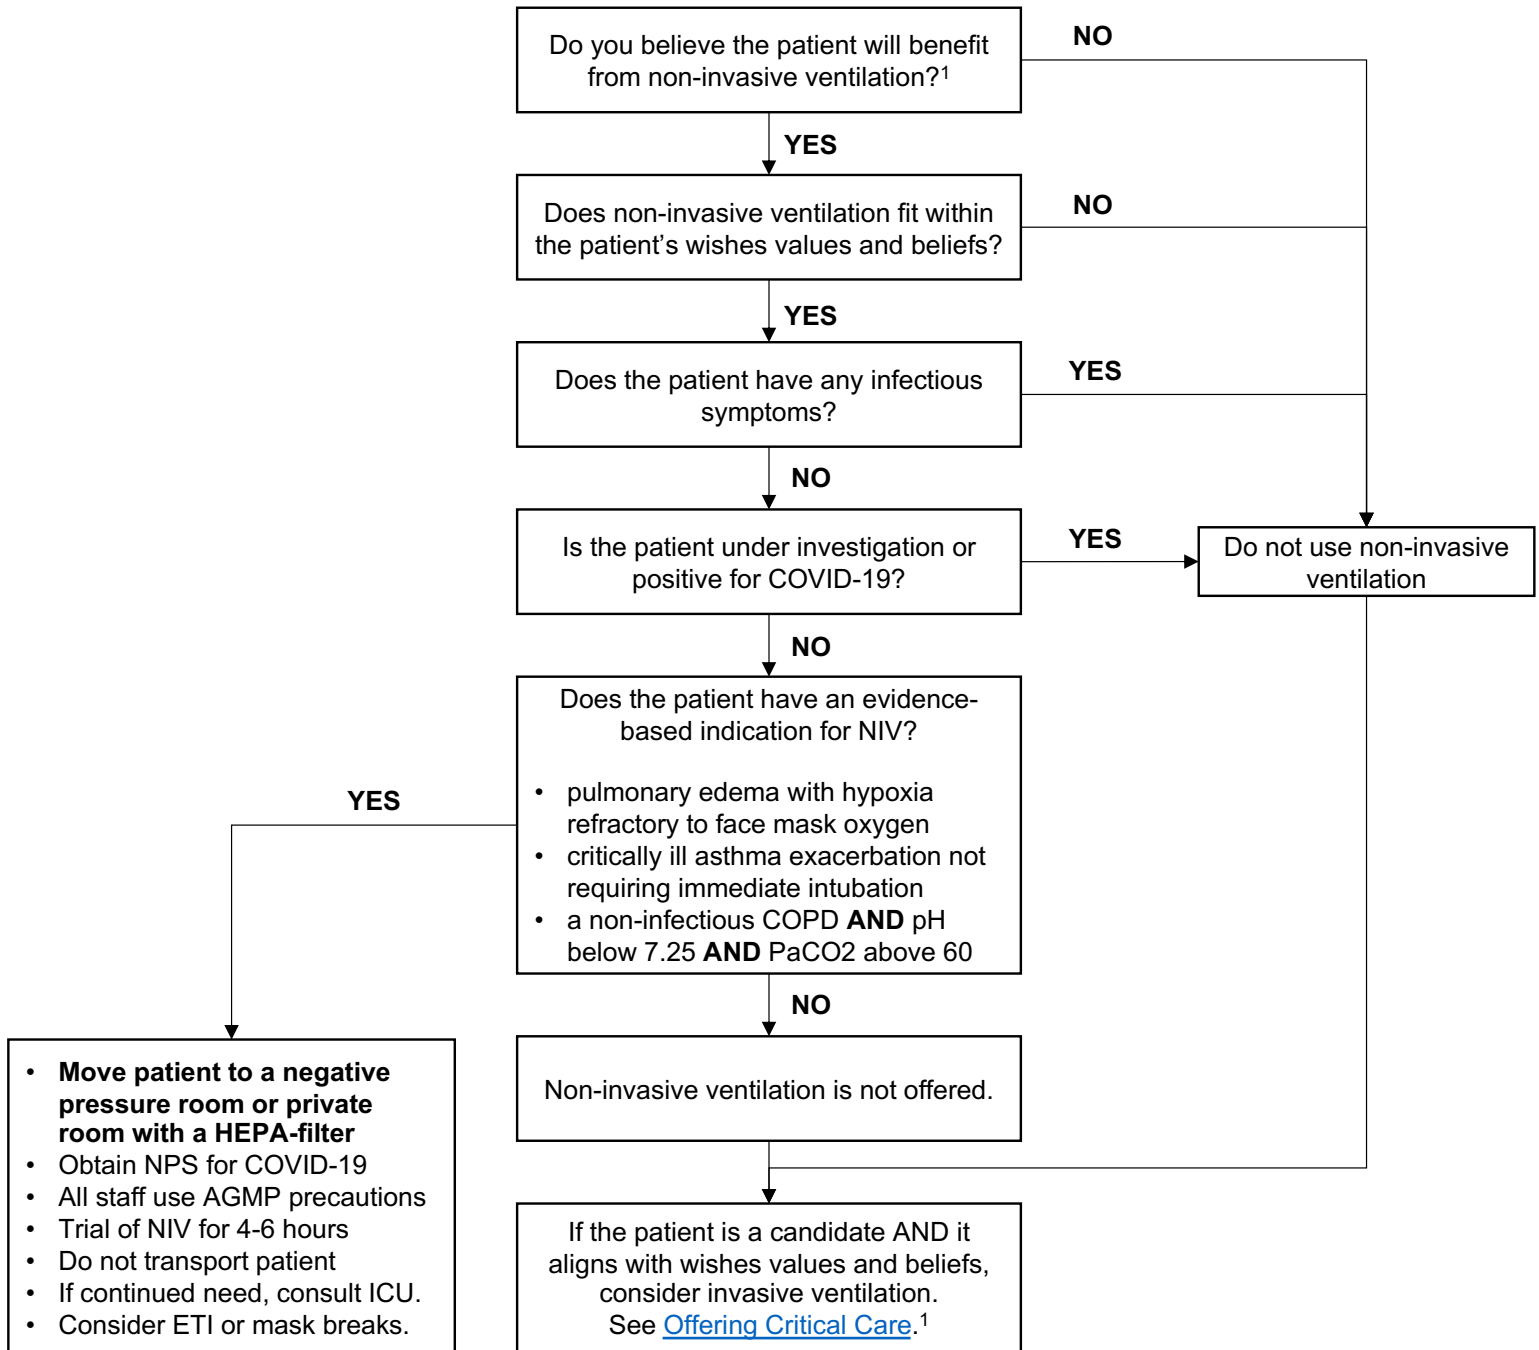 Do you believe the patient will benefit
from non-invasive ventilation?1
NO
YES
Does non-invasive ventilation fit within
the patient's wishes values and beliefs?
NO
YES
Does the patient have any infectious
symptoms?
YES
NO
Is the patient under investigation or
positive for COVID-19?
YES
Do not use non-invasive
ventilation
NO
Does the patient have an evidence-
based indication for NIV?
• pulmonary edema with hypoxia
refractory to face mask oxygen
• critically ill asthma exacerbation not
requiring immediate intubation
• a non-infectious COPD AND pH
below 7.25 AND PaCO2 above 60
YES
NO
• Move patient to a negative
pressure room or private
room with a HEPA-filter
• Obtain NPS for COVID-19
• All staff use AGMP precautions
• Trial of NIV for 4-6 hours
• Do not transport patient
• If continued need, consult ICU.
• Consider ETI or mask breaks.
Non-invasive ventilation is not offered.
If the patient is a candidate AND it
aligns with wishes values and beliefs,
consider invasive ventilation.
See Offering Critical Care.1